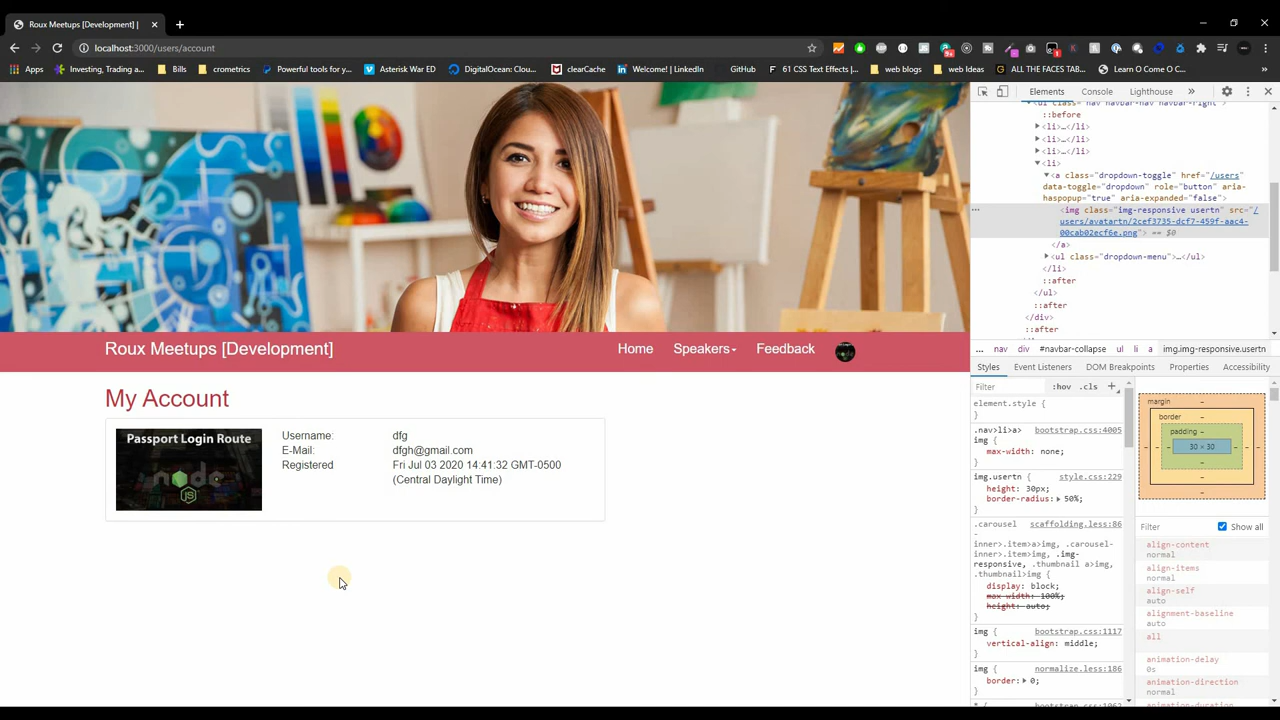 Roux Meetups [Development] |
localhost:3000/users/account
Apps
Investing, Trading a...
Bills
crometrics
Powerful tools for y...
Asterisk War ED
DigitalOcean: Clou...
clearCache
Welcome! | LinkedIn
GitHub
61 CSS Text Effects |...
web blogs
web Ideas
ALL THE FACES TAB...
Learn O Come O C...
Elements Console Lighthouse
<ul class="nav navbar-nav navbar-right">
::before
<li>…</li>
<li>…</li>
<li>…</li>
<li>
<a class="dropdown-toggle" href="/users"
data-toggle="dropdown" role="button" aria-
haspopup="true" aria-expanded="false">
<img class="img-responsive usertn" src="/
users/avatartn/2cef3735-dcf7-459f-aac4-
00cab02ecf6e.png"> == $0
</a>
<ul class="dropdown-menu">…</ul>
</li>
::after
</ul>
::after
</div>
::after
... nav div #navbar-collapse ul li a img.img-responsive.usertn
Styles Event Listeners DOM Breakpoints Properties Accessibility
Filter :hov .cls +
element.style {
}
.nav>li>a> bootstrap.css:4005
img {
max-width: none;
}
img.usertn { style.css:229
height: 30px;
border-radius: 50%;
}
.carousel scaffolding.less:86
-
inner>.item>a>img, .carousel-
inner>.item>img, .img-
responsive, .thumbnail a>img,
.thumbnail>img {
display: block;
max-width: 100%;
height: auto;
}
img { bootstrap.css:1117
vertical-align: middle;
}
img { normalize.less:186
border: 0;
}
margin
border
padding
30 × 30
Filter Show all
align-content
normal
align-items
normal
align-self
auto
alignment-baseline
auto
all
animation-delay
0s
animation-direction
normal
animation-duration
Roux Meetups [Development]
Home Speakers Feedback
My Account
Passport Login Route
node
JS
Username: dfg
E-Mail: dfgh@gmail.com
Registered Fri Jul 03 2020 14:41:32 GMT-0500
(Central Daylight Time)